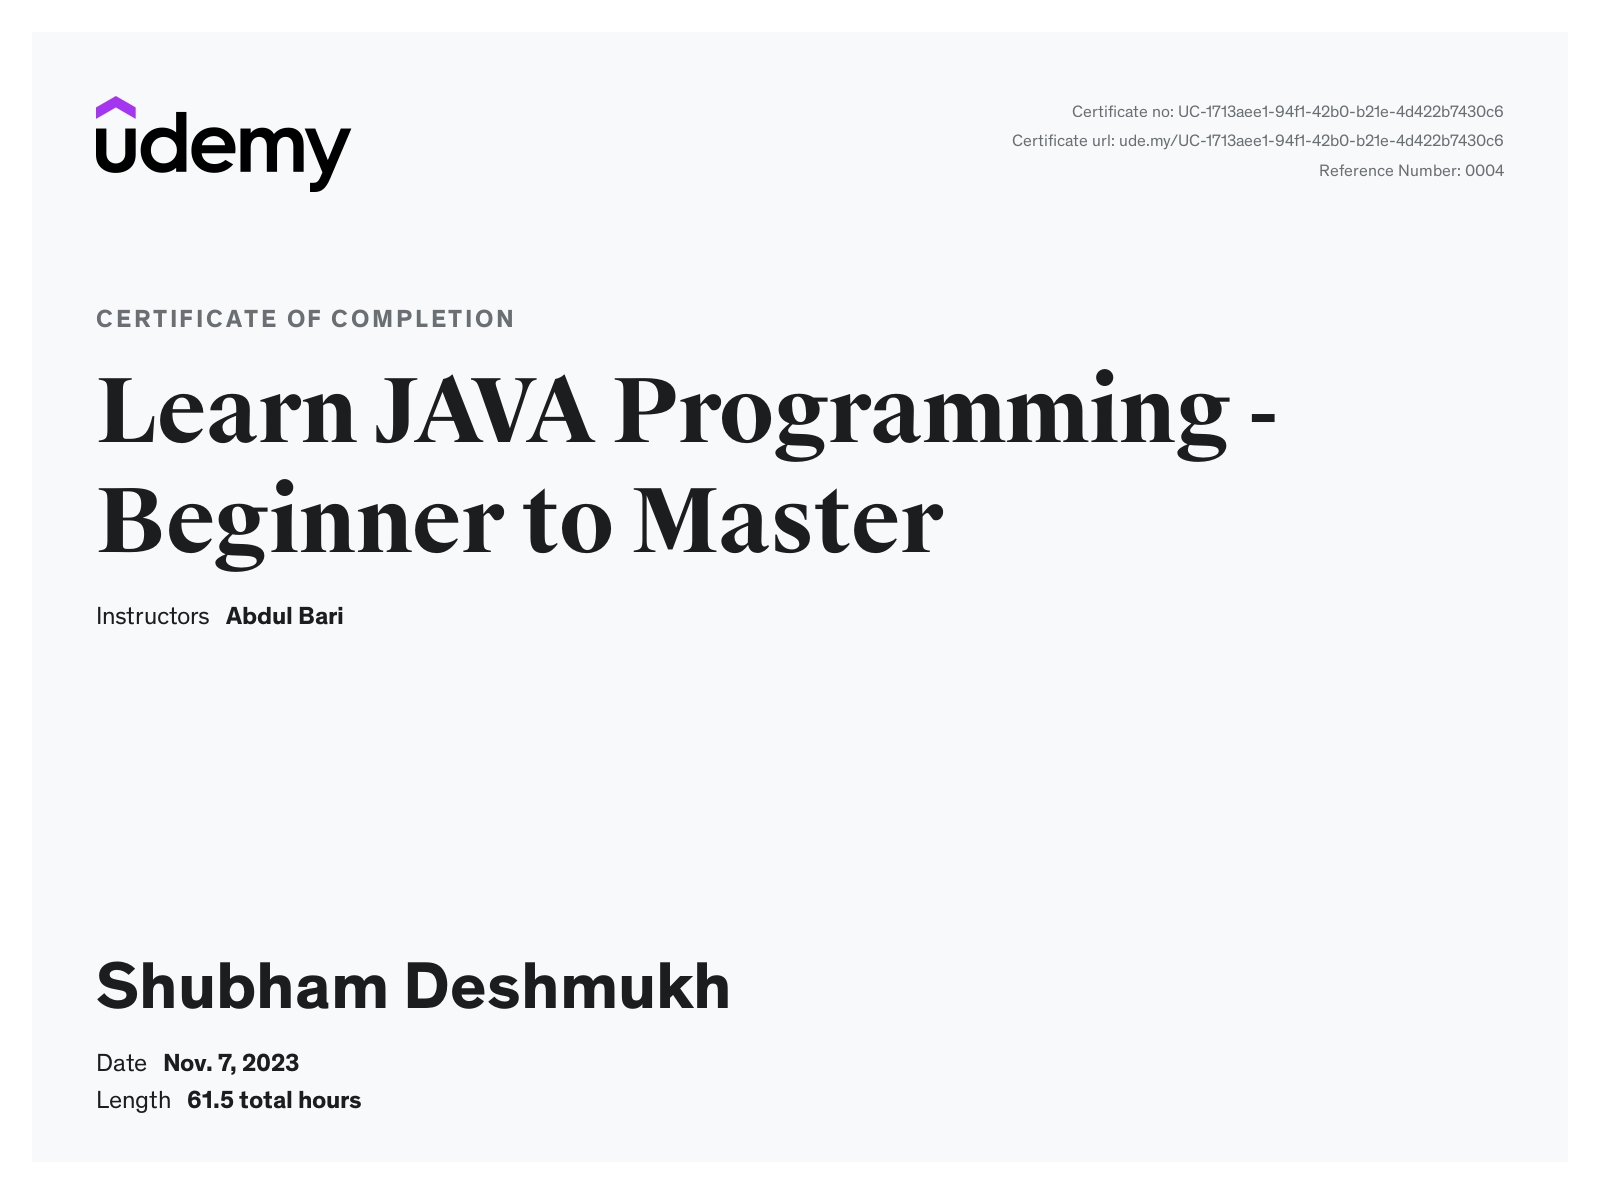 udemy
Certificate no: UC-1713aee1-94f1-42b0-b21e-4d422b7430c6
Certificate url: ude.my/UC-1713aee1-94f1-42b0-b21e-4d422b7430c6
Reference Number: 0004
CERTIFICATE OF COMPLETION
Learn JAVA Programming -
Beginner to Master
Instructors Abdul Bari
Shubham Deshmukh
Date Nov. 7, 2023
Length 61.5 total hours